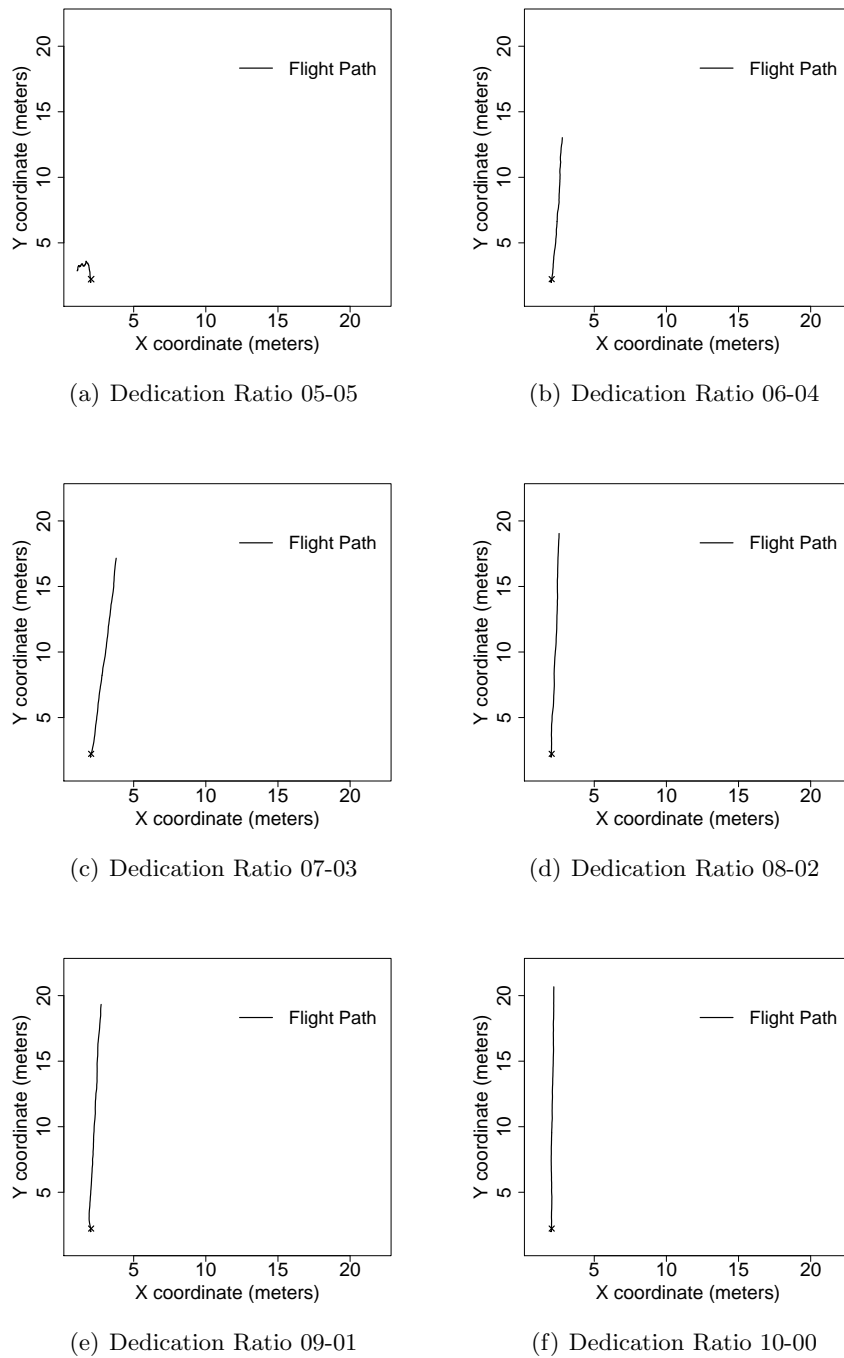 20
15
10
5
Y coordinate (meters)
Flight Path
5 10 15 20
X coordinate (meters)
(a) Dedication Ratio 05-05
20
15
10
5
Y coordinate (meters)
Flight Path
5 10 15 20
X coordinate (meters)
(b) Dedication Ratio 06-04
20
15
10
5
Y coordinate (meters)
Flight Path
5 10 15 20
X coordinate (meters)
(c) Dedication Ratio 07-03
20
15
10
5
Y coordinate (meters)
Flight Path
5 10 15 20
X coordinate (meters)
(d) Dedication Ratio 08-02
20
15
10
5
Y coordinate (meters)
Flight Path
5 10 15 20
X coordinate (meters)
(e) Dedication Ratio 09-01
20
15
10
5
Y coordinate (meters)
Flight Path
5 10 15 20
X coordinate (meters)
(f) Dedication Ratio 10-00